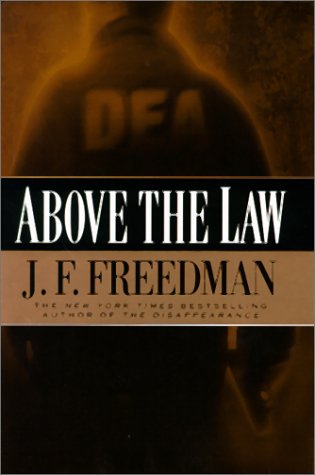 DEA
ABOVE THE LAW
J. F. FREEDMAN
THE NEW YORK TIMES BESTSELLING
AUTHOR OF THE DISAPPEARANCE